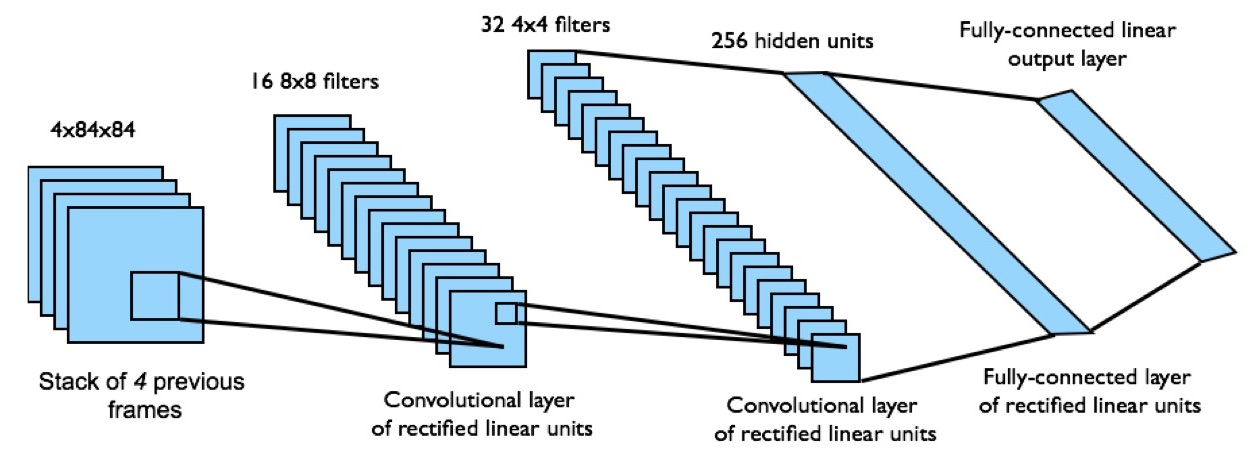 4x84x84
Stack of 4 previous
frames
16 8x8 filters
Convolutional layer
of rectified linear units
32 4x4 filters
Convolutional layer
of rectified linear units
256 hidden units
Fully-connected layer
of rectified linear units
Fully-connected linear
output layer